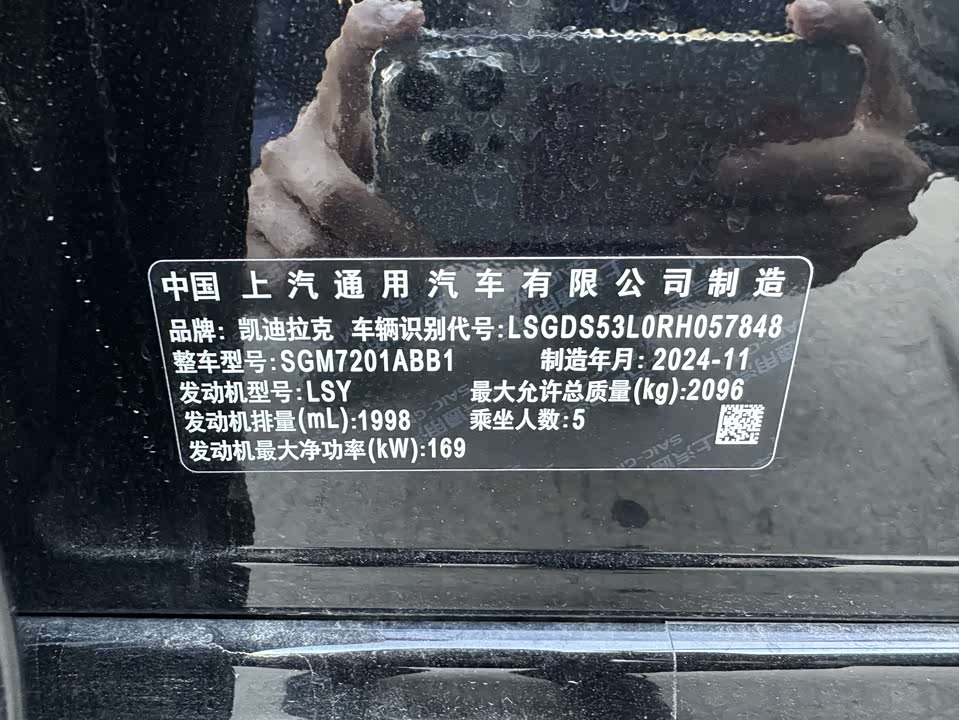 中国 上汽通用汽车有限公司制造
品牌: 凯迪拉克 车辆识别代号:LSGDS53L0RH057848
整车型号:SGM7201ABB1 制造年月: 2024-11
发动机型号:LSY 最大允许总质量(kg):2096
发动机排量(mL):1998 乘坐人数:5
发动机最大净功率(kW):169